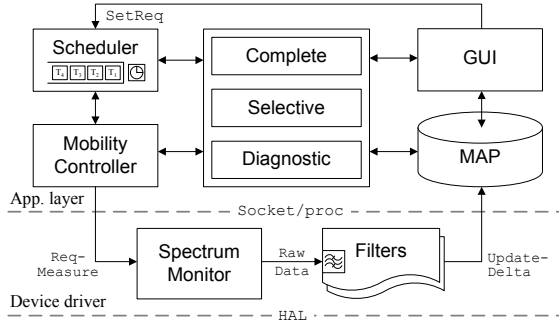 SetReq
Scheduler
T4 T3 T2 T1
Complete
GUI
Selective
Mobility
Controller
Diagnostic
MAP
App. layer
Socket/proc
Req-
Measure
Spectrum
Monitor
Raw
Data
Filters
Update-
Delta
Device driver
HAL